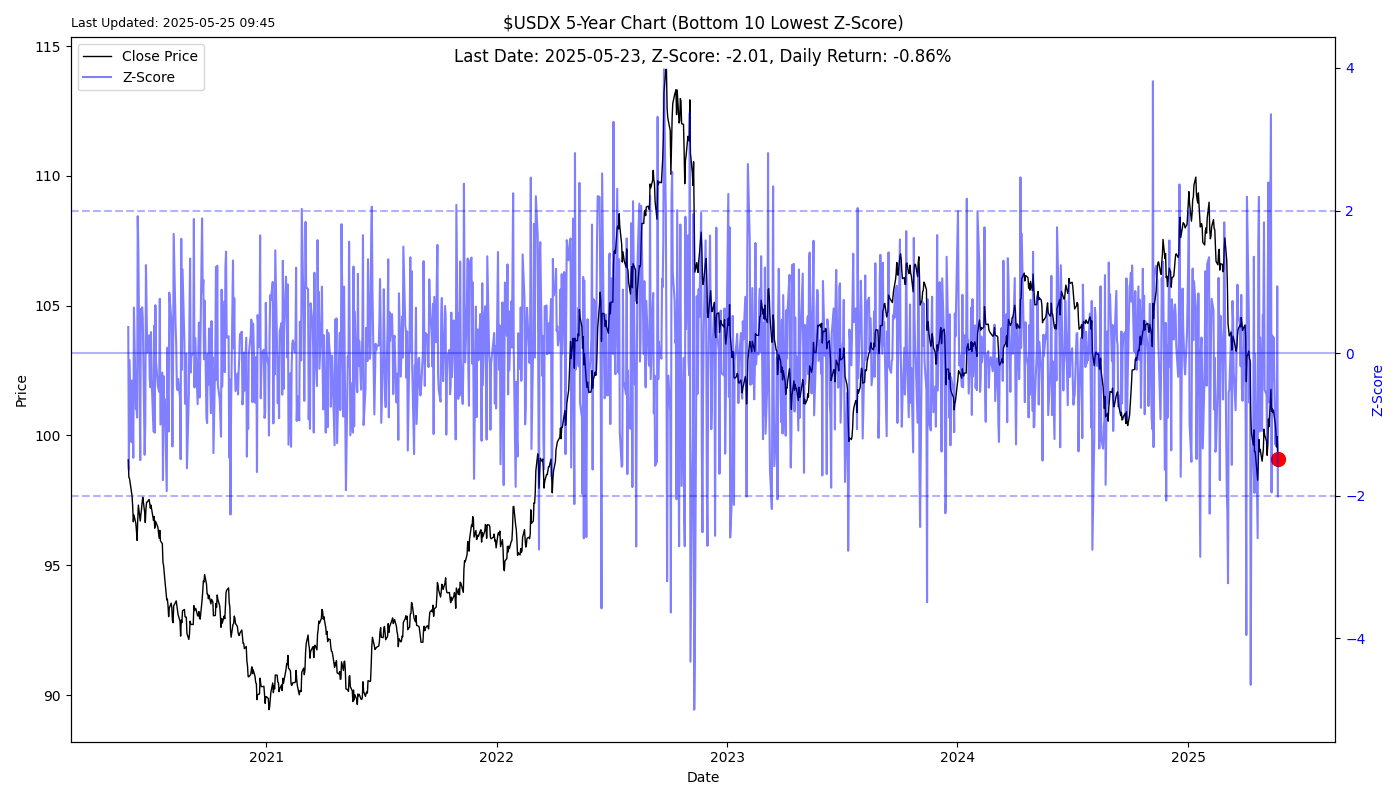 Last Updated: 2025-05-25 09:45
$USDX 5-Year Chart (Bottom 10 Lowest Z-Score)
Last Date: 2025-05-23, Z-Score: -2.01, Daily Return: -0.86%
Close Price
Z-Score
115
110
105
100
95
90
Price
4
2
0
−2
−4
Z-Score
2021
2022
2023
2024
2025
Date